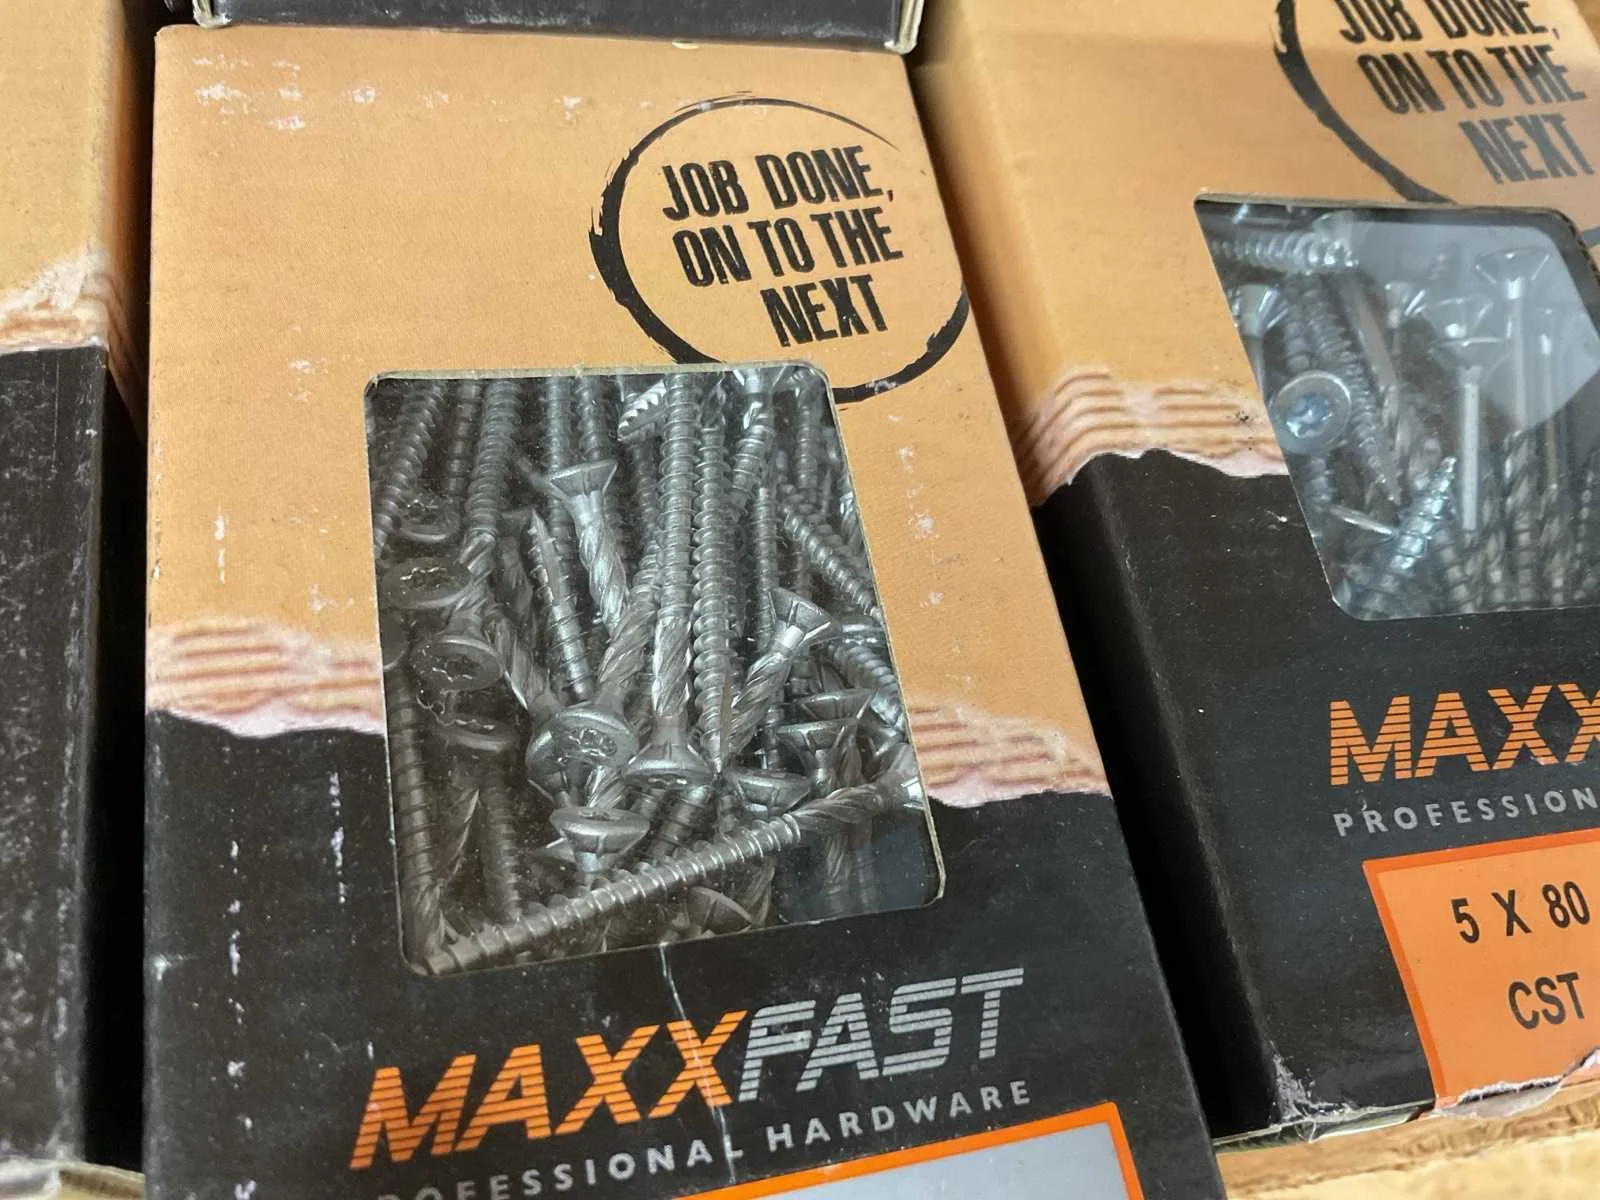 JOB DONE,
ON TO THE
NEXT
MAXXFAST
PROFESSIONAL HARDWARE
JOB DONE,
ON TO THE
NEXT
MAXX
PROFESSION
5 X 80
CST